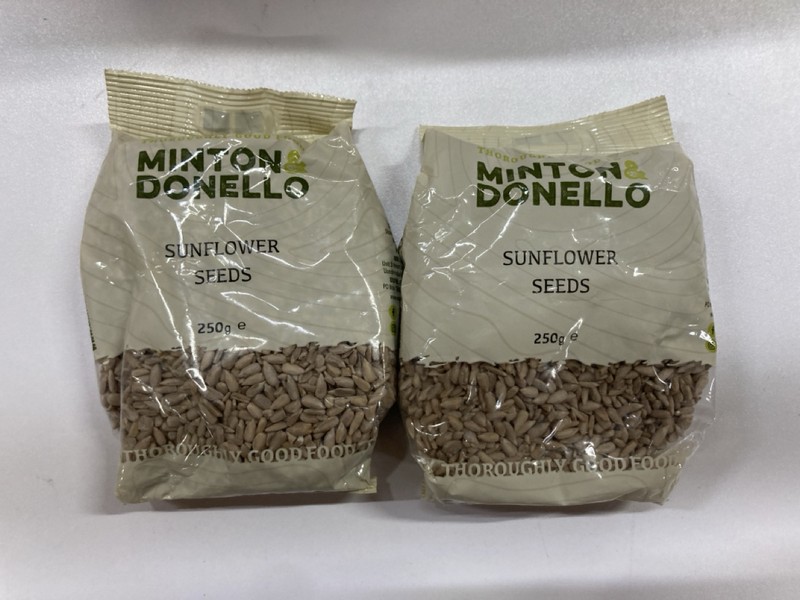 MINTON&
DONELLO
SUNFLOWER
SEEDS
250g e
THOROUGHLY GOOD FOOD
MINTON&
DONELLO
SUNFLOWER
SEEDS
250g e
THOROUGHLY GOOD FOOD